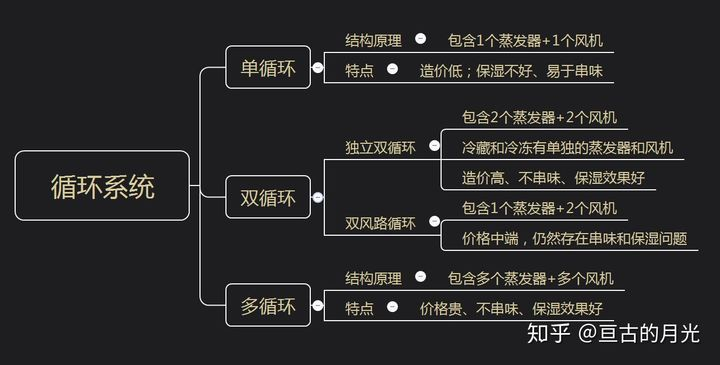 循环系统
单循环
结构原理
包含1个蒸发器+1个风机
特点
造价低；保湿不好、易于串味
双循环
独立双循环
包含2个蒸发器+2个风机
冷藏和冷冻有单独的蒸发器和风机
造价高、不串味、保湿效果好
双风路循环
包含1个蒸发器+2个风机
价格中端，仍然存在串味和保湿问题
多循环
结构原理
包含多个蒸发器+多个风机
特点
价格贵、不串味、保湿效果好
知乎 @亘古的月光